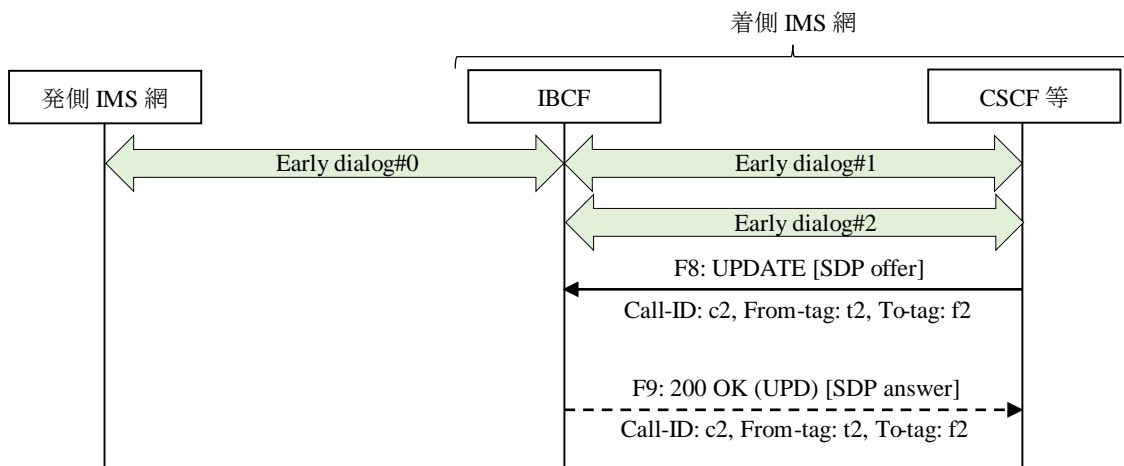 着側 IMS 網
発側 IMS 網
IBCF
CSCF 等
Early dialog#0
Early dialog#1
Early dialog#2
F8: UPDATE [SDP offer]
Call-ID: c2, From-tag: t2, To-tag: f2
F9: 200 OK (UPD) [SDP answer]
Call-ID: c2, From-tag: t2, To-tag: f2